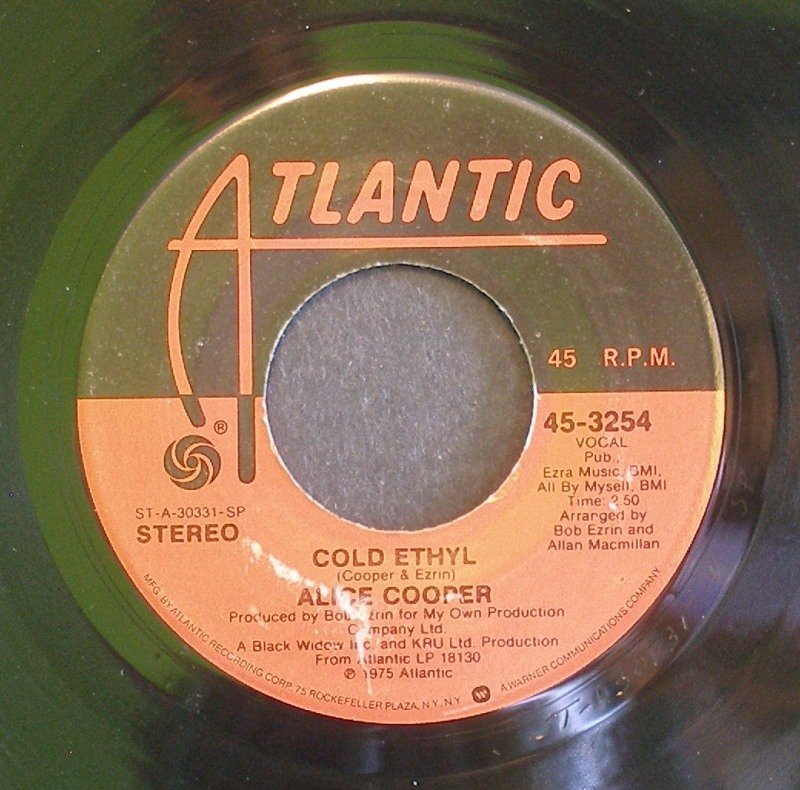 ATLANTIC
45 R.P.M.
®
45-3254
VOCAL
Pub.,
Ezra Music, BMI,
All By Myself, BMI
Time: 2:50
Arranged by
Bob Ezrin and
Allan Macmillan
ST-A-30331-SP
STEREO
COLD ETHYL
(Cooper & Ezrin)
ALICE COOPER
Produced by Bob Ezrin for My Own Production
Company Ltd.
A Black Widow Inc. and KRU Ltd. Production
From Atlantic LP 18130
℗ 1975 Atlantic
MFG. BY ATLANTIC RECORDING CORP. 75 ROCKEFELLER PLAZA, N.Y., N.Y. A WARNER COMMUNICATIONS COMPANY